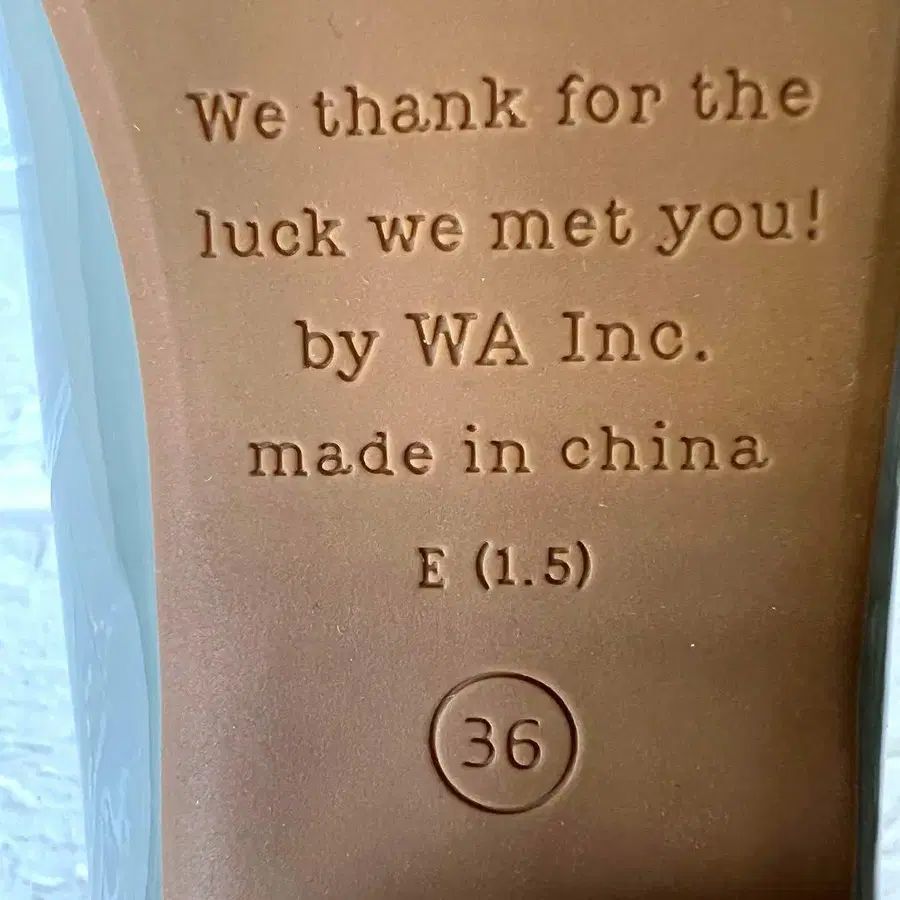 We thank for the
luck we met you!
by WA Inc.
made in china
E (1.5)
36